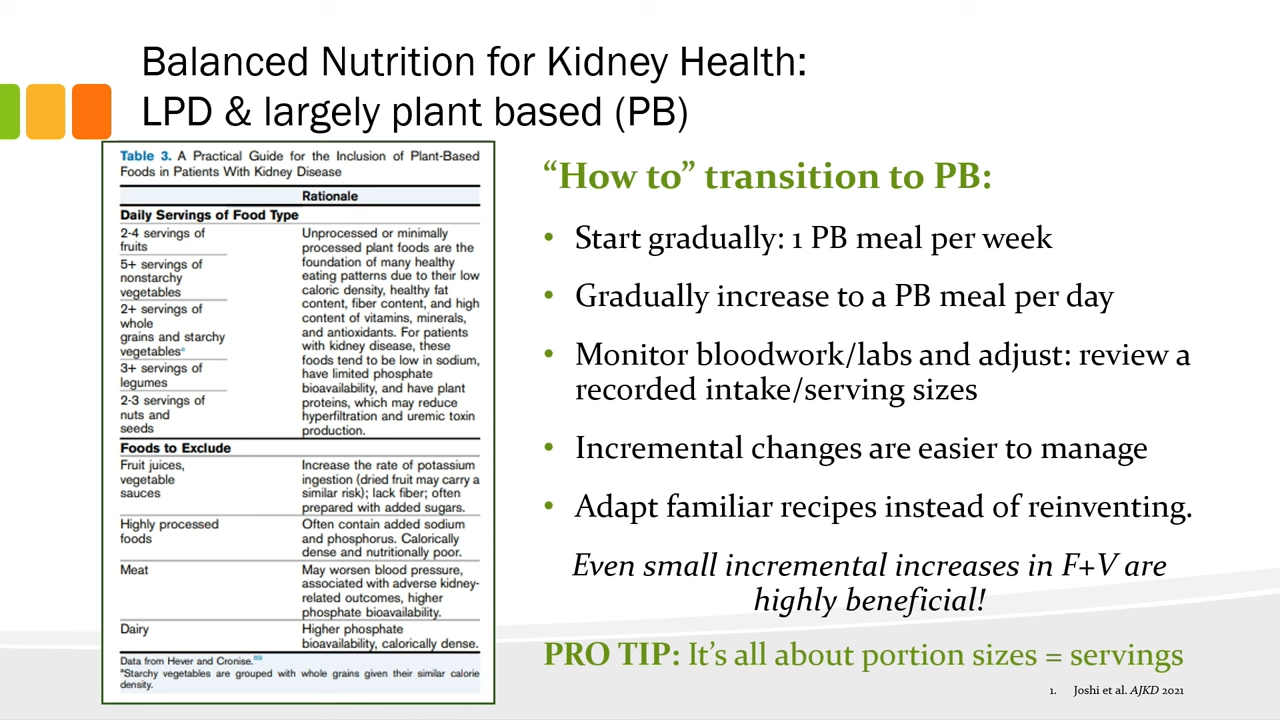 Balanced Nutrition for Kidney Health:
LPD & largely plant based (PB)
Table 3. A Practical Guide for the Inclusion of Plant-Based
Foods in Patients With Kidney Disease
Rationale
Daily Servings of Food Type
2-4 servings of
fruits
5+ servings of
nonstarchy
vegetables
2+ servings of
whole
grains and starchy
vegetablesᵃ
3+ servings of
legumes
2-3 servings of
nuts and
seeds
Unprocessed or minimally
processed plant foods are the
foundation of many healthy
eating patterns due to their low
caloric density, healthy fat
content, fiber content, and high
content of vitamins, minerals,
and antioxidants. For patients
with kidney disease, these
foods tend to be low in sodium,
have limited phosphate
bioavailability, and have plant
proteins, which may reduce
hyperfiltration and uremic toxin
production.
Foods to Exclude
Fruit juices,
vegetable
sauces
Increase the rate of potassium
ingestion (dried fruit may carry a
similar risk); lack fiber; often
prepared with added sugars.
Highly processed
foods
Often contain added sodium
and phosphorus. Calorically
dense and nutritionally poor.
Meat
May worsen blood pressure,
associated with adverse kidney-
related outcomes, higher
phosphate bioavailability.
Dairy
Higher phosphate
bioavailability, calorically dense.
Data from Hever and Cronise.⁸⁹
ᵃStarchy vegetables are grouped with whole grains given their similar calorie
density.
“How to” transition to PB:
• Start gradually: 1 PB meal per week
• Gradually increase to a PB meal per day
• Monitor bloodwork/labs and adjust: review a
recorded intake/serving sizes
• Incremental changes are easier to manage
• Adapt familiar recipes instead of reinventing.
Even small incremental increases in F+V are
highly beneficial!
PRO TIP: It’s all about portion sizes = servings
1. Joshi et al. AJKD 2021